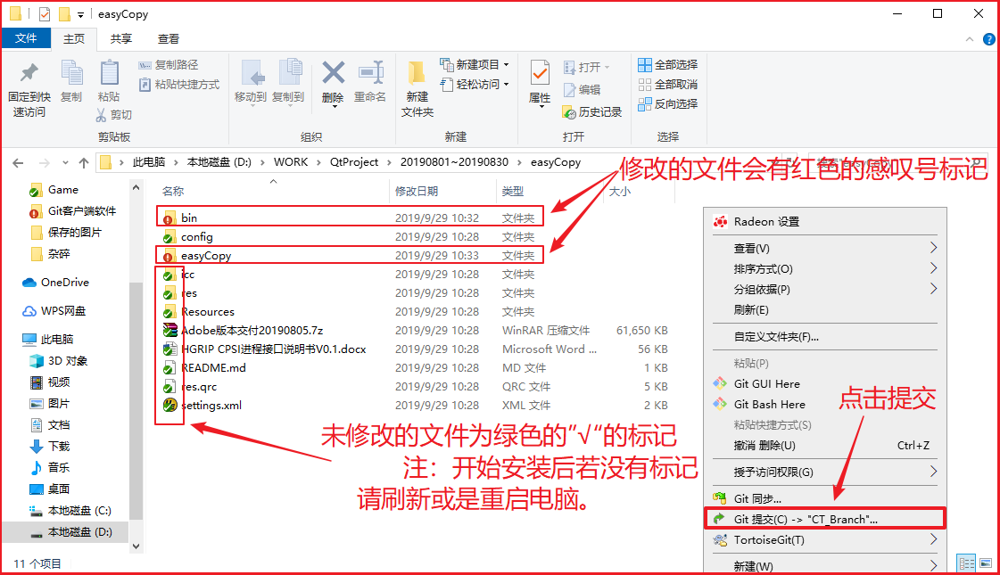 easyCopy
文件 主页 共享 查看
固定到快速访问
复制
粘贴
复制路径
粘贴快捷方式
剪切
剪贴板
移动到
复制到
删除
重命名
组织
新建文件夹
新建项目
轻松访问
新建
属性
打开
编辑
历史记录
打开
全部选择
全部取消
反向选择
选择
此电脑 > 本地磁盘 (D:) > WORK > QtProject > 20190801~20190830 > easyCopy
修改的文件会有红色的感叹号标记
Game
Git客户端软件
保存的图片
杂碎
OneDrive
WPS网盘
此电脑
3D 对象
视频
图片
文档
下载
音乐
桌面
本地磁盘 (C:)
本地磁盘 (D:)
名称 修改日期 类型 大小
bin 2019/9/29 10:32 文件夹
config 2019/9/29 10:28 文件夹
easyCopy 2019/9/29 10:33 文件夹
icc 2019/9/29 10:28 文件夹
res 2019/9/29 10:28 文件夹
Resources 2019/9/29 10:28 文件夹
Adobe版本交付20190805.7z 2019/9/29 10:28 WinRAR 压缩文件 61,650 KB
HGRIP CPSI进程接口说明书V0.1.docx 2019/9/29 10:28 Microsoft Word ... 56 KB
README.md 2019/9/29 10:28 MD 文件 1 KB
res.qrc 2019/9/29 10:28 QRC 文件 5 KB
settings.xml 2019/9/29 10:28 XML 文件 2 KB
未修改的文件为绿色的”√“的标记
注：开始安装后若没有标记
请刷新或是重启电脑。
Radeon 设置
查看(V)
排序方式(O)
分组依据(P)
刷新(E)
自定义文件夹(F)...
粘贴(P)
Git GUI Here
Git Bash Here
粘贴快捷方式(S)
撤消 删除(U) Ctrl+Z
授予访问权限(G)
Git 同步...
Git 提交(C) -> "CT_Branch"...
TortoiseGit(T)
新建(W)
点击提交
11 个项目